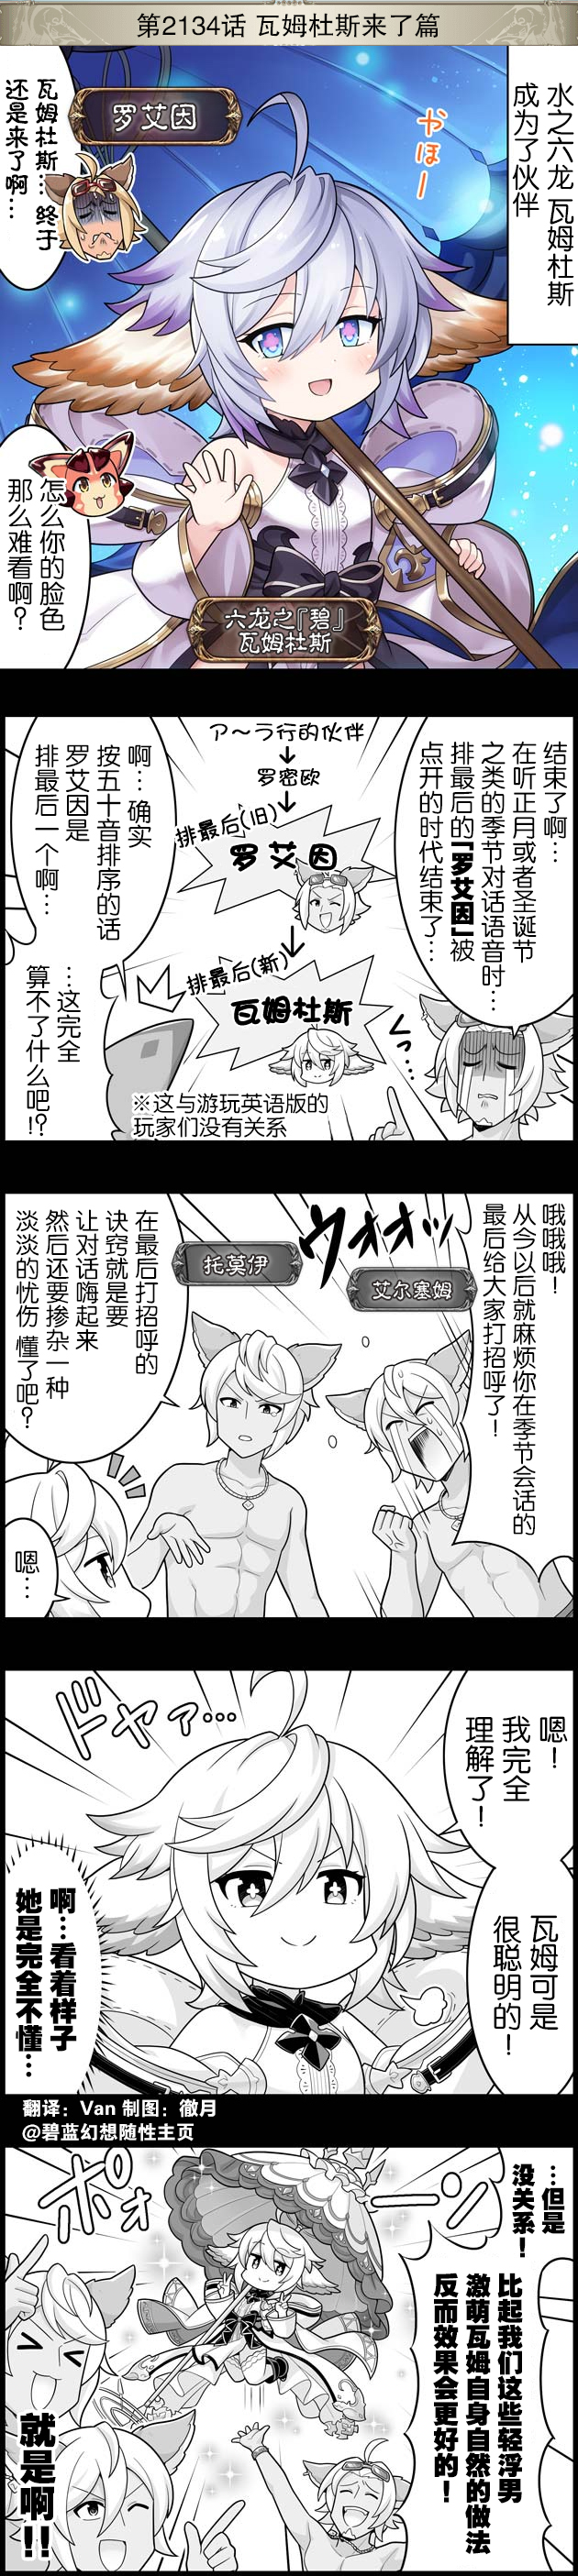 第2134话 瓦姆杜斯来了篇
水之六龙 瓦姆杜斯
成为了伙伴
やほー
罗艾因
瓦姆杜斯…终于
还是来了啊…
怎么你的脸色
那么难看啊?
六龙之『碧』
瓦姆杜斯
结束了啊…
在听正月或者圣诞节
之类的季节对话语音时…
排最后的『罗艾因』被
点开的时代结束了…
ア〜ラ行的伙伴
↓
罗密欧
↓
排最后(旧)
罗艾因
↓
排最后(新)
瓦姆杜斯
くっ…
※这与游玩英语版的
玩家们没有关系
啊…确实
按五十音排序的话
罗艾因是
排最后一个啊…
…这完全
算不了什么吧!?
哦哦哦!
从今以后就麻烦你在季节会话的
最后给大家打招呼了!
ウオオッ
艾尔塞姆
托莫伊
在最后打招呼的
诀窍就是要
让对话嗨起来
然后还要掺杂一种
淡淡的忧伤 懂了吧?
嗯…
嗯!
我完全
理解了!
瓦姆可是
很聪明的!
ドヤァ…
啊…看着样子
她是完全不懂…
翻译：Van 制图：徹月
@碧蓝幻想随性主页
…但是
没关系!
比起我们这些轻浮男
激萌瓦姆自身自然的做法
反而效果会更好的!
ポオーン
就是啊!!